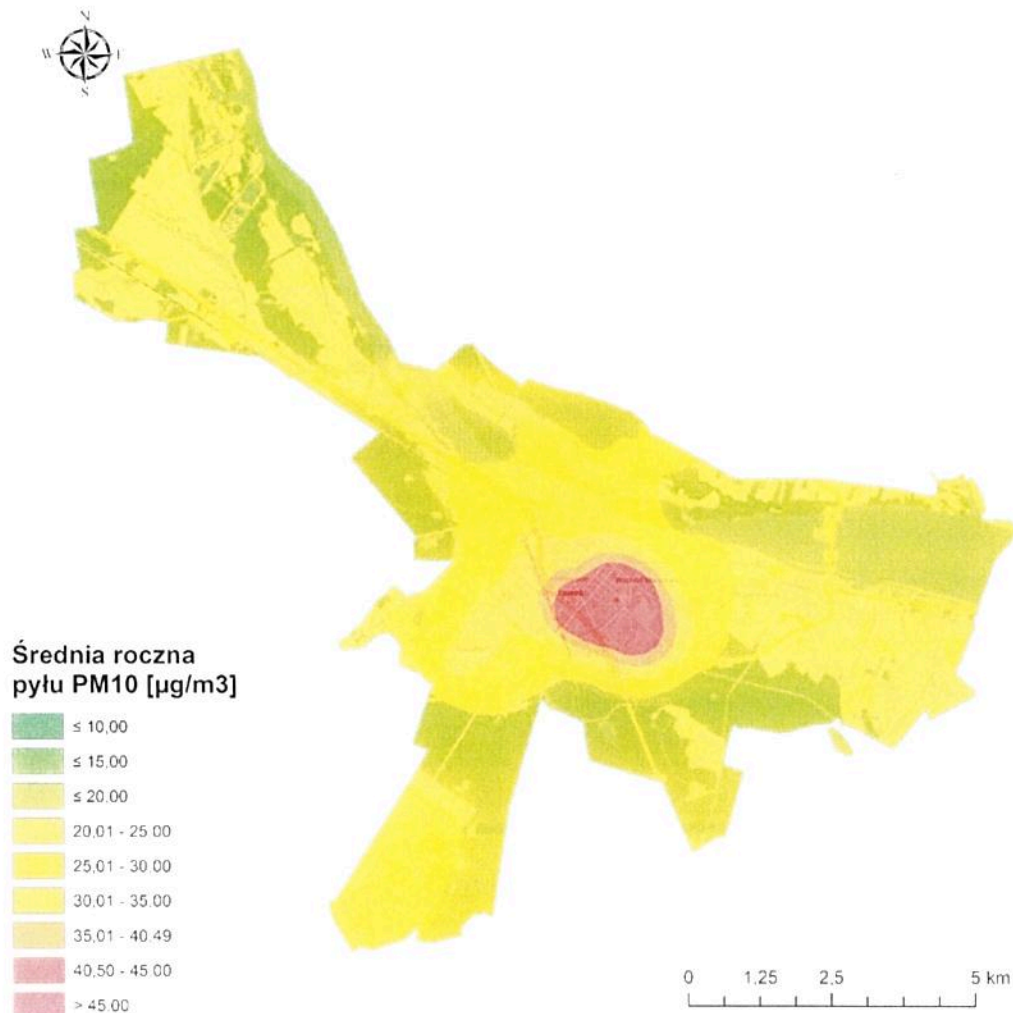 N
W
E
S
Średnia roczna
pyłu PM10 [µg/m3]
≤ 10,00
≤ 15,00
≤ 20.00
20,01 - 25.00
25,01 - 30.00
30,01 - 35.00
35,01 - 40.49
40,50 - 45.00
> 45.00
0 1,25 2,5 5 km